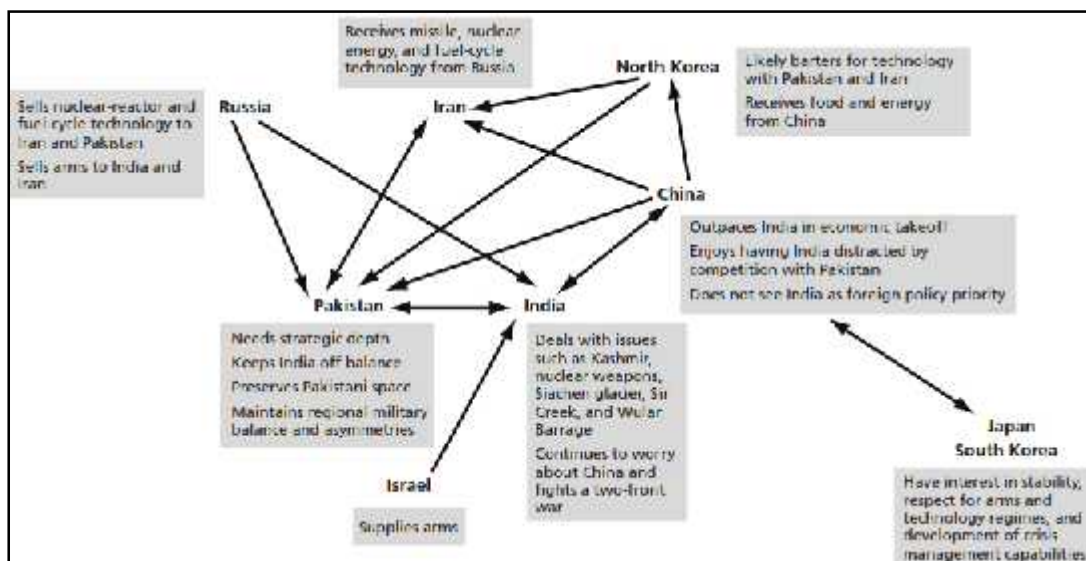 Receives missile, nuclear
energy, and fuel-cycle
technology from Russia
North Korea
Likely barters for technology
with Pakistan and Iran
Receives food and energy
from China
Sells nuclear-reactor and
fuel cycle technology to
Iran and Pakistan
Sells arms to India and
Iran
Russia
Iran
China
Outpaces India in economic takeoff
Enjoys having India distracted by
competition with Pakistan
Does not see India as foreign policy priority
Pakistan
India
Needs strategic depth
Keeps India off balance
Preserves Pakistani space
Maintains regional military
balance and asymmetries
Deals with issues
such as Kashmir,
nuclear weapons,
Siachen glacier, Sir
Creek, and Wular
Barrage
Continues to worry
about China and
fights a two-front
war
Israel
Supplies arms
Japan
South Korea
Have interest in stability,
respect for arms and
technology regimes, and
development of crisis
management capabilities